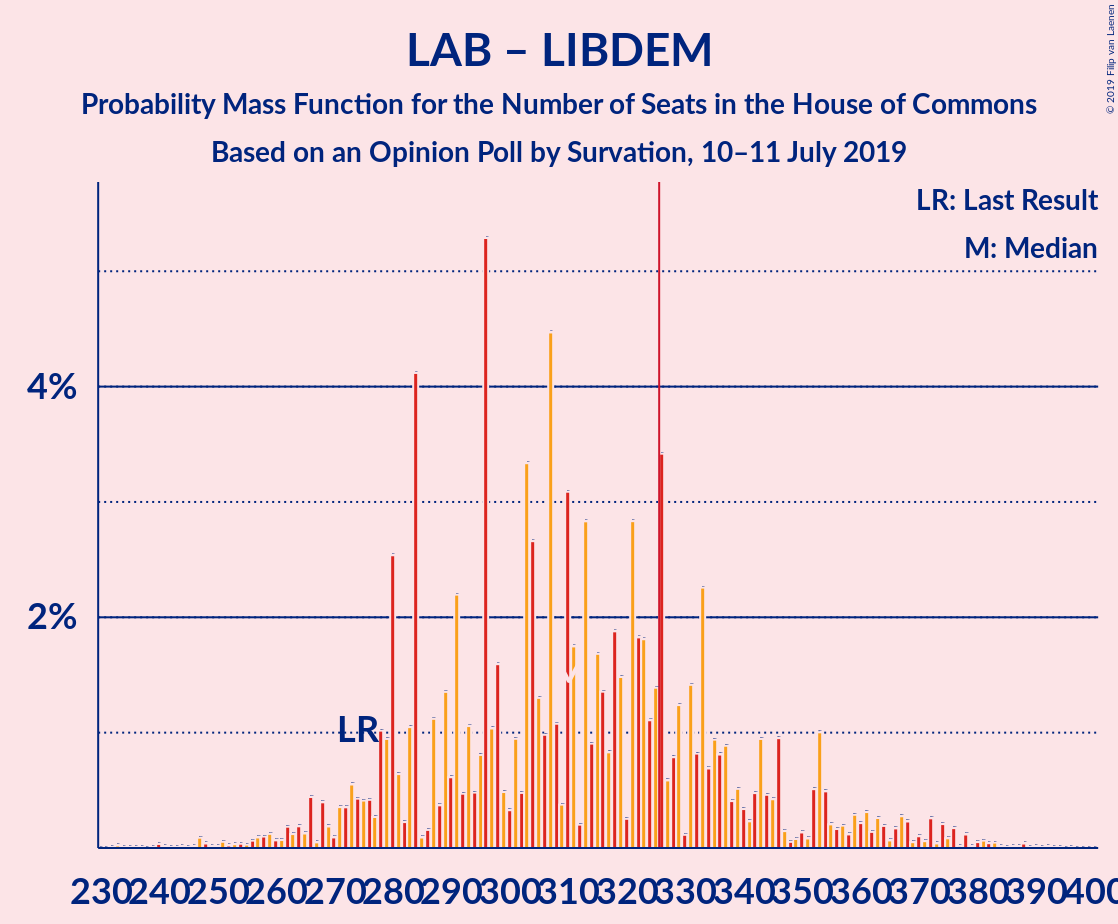 LAB – LIBDEM
Probability Mass Function for the Number of Seats in the House of Commons
Based on an Opinion Poll by Survation, 10–11 July 2019
© 2019 Filip van Laenen
LR: Last Result
M: Median
4%
2%
LR
230 240 250 260 270 280 290 300 310 320 330 340 350 360 370 380 390 400